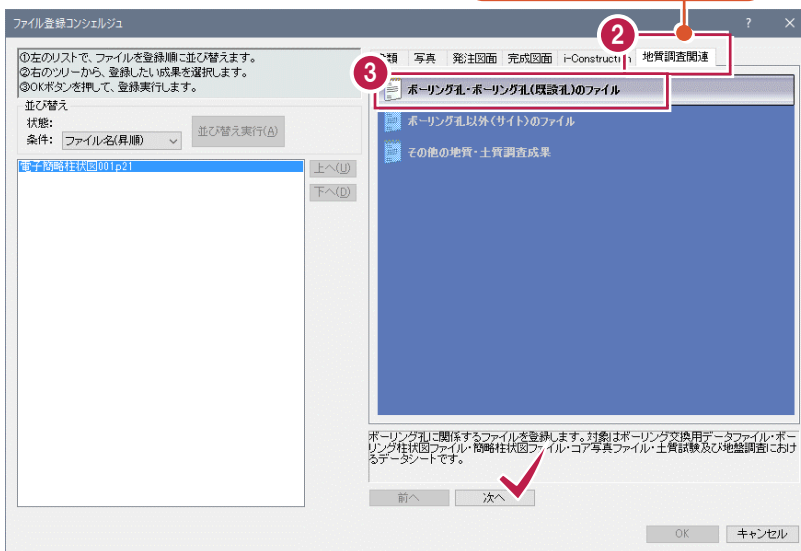 ファイル登録コンシェルジュ
? ×
①左のリストで、ファイルを登録順に並び替えます。
②右のツリーから、登録したい成果を選択します。
③OKボタンを押して、登録実行します。
並び替え
状態:
条件: ファイル名(昇順)
並び替え実行(A)
電子簡略柱状図001p21
上へ(U)
下へ(D)
類 写真 発注図面 完成図面 i-Construction 地質調査関連
2
3
ボーリング孔・ボーリング孔(既設孔)のファイル
ボーリング孔以外(サイト)のファイル
その他の地質・土質調査成果
ボーリング孔に関係するファイルを登録します。対象はボーリング交換用データファイル・ボー
リング柱状図ファイル・簡略柱状図ファイル・コア写真ファイル・土質試験及び地盤調査におけ
るデータシートです。
前へ 次へ
OK キャンセル